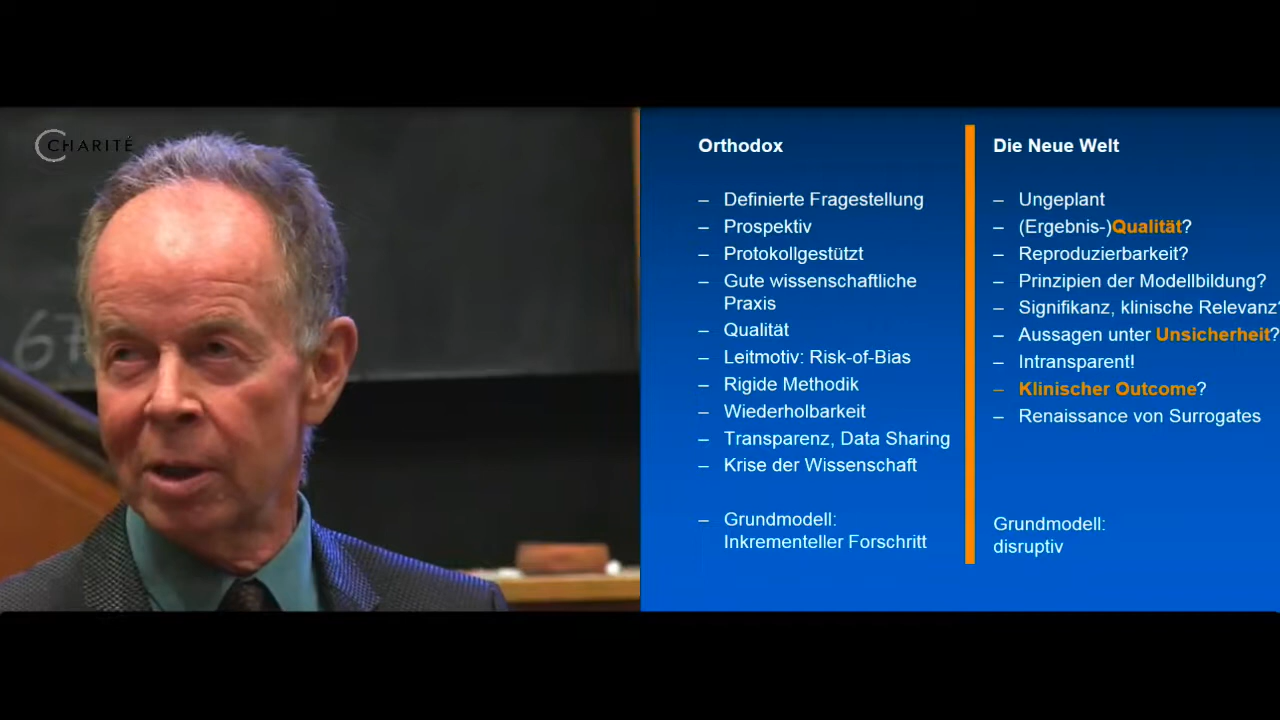 CHARITÉ
67
Orthodox
– Definierte Fragestellung
– Prospektiv
– Protokollgestützt
– Gute wissenschaftliche
Praxis
– Qualität
– Leitmotiv: Risk-of-Bias
– Rigide Methodik
– Wiederholbarkeit
– Transparenz, Data Sharing
– Krise der Wissenschaft
– Grundmodell:
Inkrementeller Forschritt
Die Neue Welt
– Ungeplant
– (Ergebnis-)Qualität?
– Reproduzierbarkeit?
– Prinzipien der Modellbildung?
– Signifikanz, klinische Relevanz?
– Aussagen unter Unsicherheit?
– Intransparent!
– Klinischer Outcome?
– Renaissance von Surrogates
Grundmodell:
disruptiv